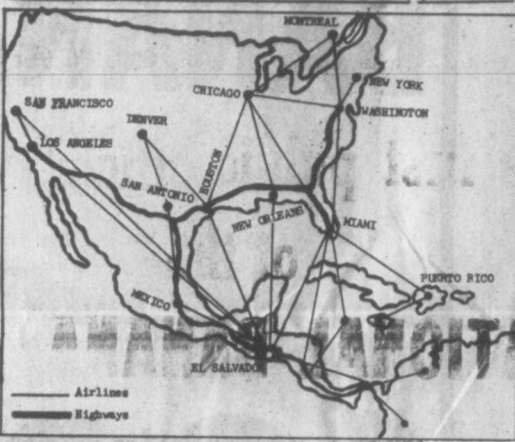 MONTREAL
CHICAGO
NEW YORK
SAN FRANCISCO
WASHINGTON
DENVER
LOS ANGELES
HOUSTON
SAN ANTONIO
NEW ORLEANS
MIAMI
PUERTO RICO
MEXICO
EL SALVADOR
Airlines
Highways